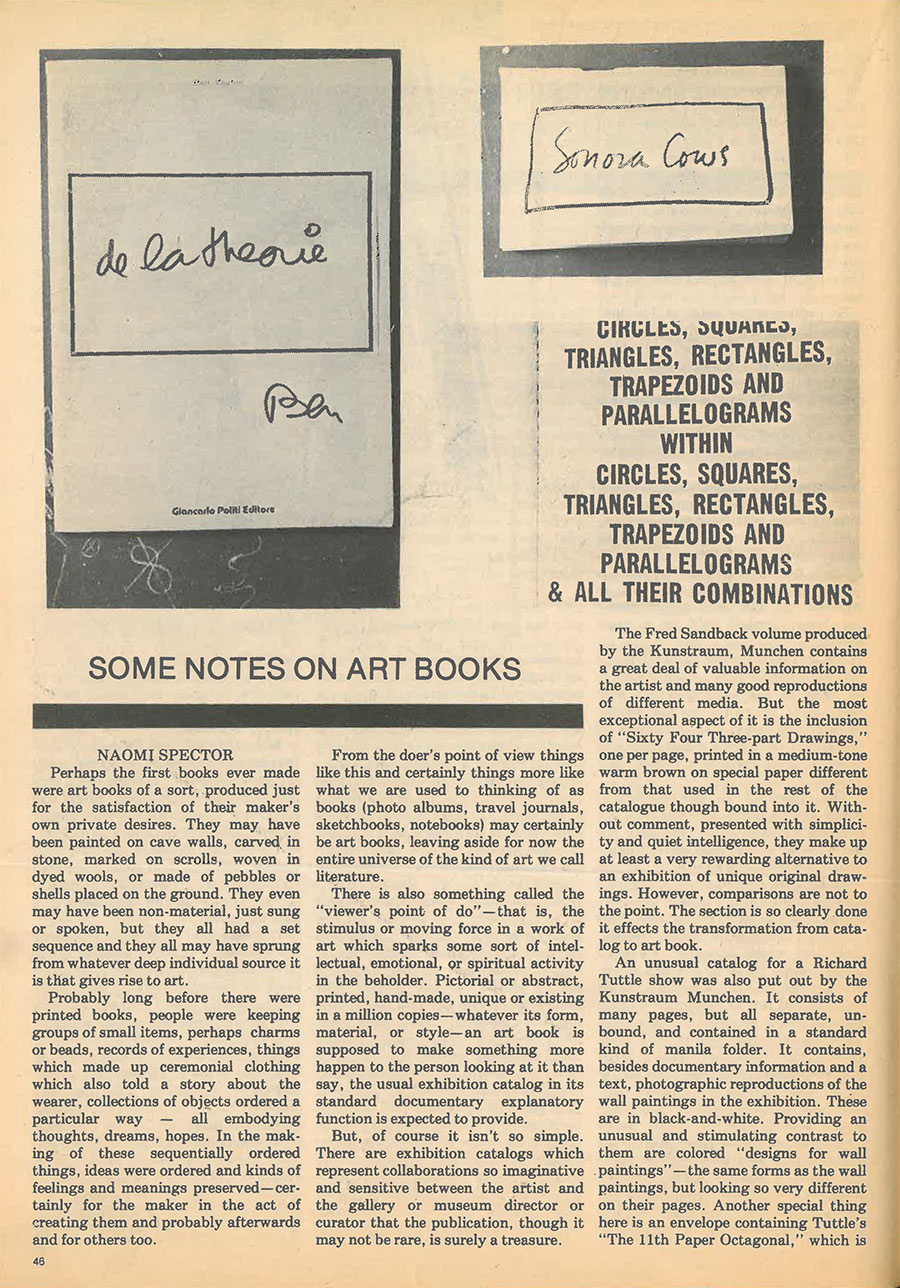 de la theorie
Ben
Giancarlo Politi Editore
Sonora Cows
CIRCLES, SQUARES,
TRIANGLES, RECTANGLES,
TRAPEZOIDS AND
PARALLELOGRAMS
WITHIN
CIRCLES, SQUARES,
TRIANGLES, RECTANGLES,
TRAPEZOIDS AND
PARALLELOGRAMS
& ALL THEIR COMBINATIONS
SOME NOTES ON ART BOOKS
NAOMI SPECTOR
Perhaps the first books ever made
were art books of a sort, produced just
for the satisfaction of their maker's
own private desires. They may have
been painted on cave walls, carved in
stone, marked on scrolls, woven in
dyed wools, or made of pebbles or
shells placed on the ground. They even
may have been non-material, just sung
or spoken, but they all had a set
sequence and they all may have sprung
from whatever deep individual source it
is that gives rise to art.
Probably long before there were
printed books, people were keeping
groups of small items, perhaps charms
or beads, records of experiences, things
which made up ceremonial clothing
which also told a story about the
wearer, collections of objects ordered a
particular way — all embodying
thoughts, dreams, hopes. In the mak-
ing of these sequentially ordered
things, ideas were ordered and kinds of
feelings and meanings preserved—cer-
tainly for the maker in the act of
creating them and probably afterwards
and for others too.
From the doer's point of view things
like this and certainly things more like
what we are used to thinking of as
books (photo albums, travel journals,
sketchbooks, notebooks) may certainly
be art books, leaving aside for now the
entire universe of the kind of art we call
literature.
There is also something called the
"viewer's point of do"—that is, the
stimulus or moving force in a work of
art which sparks some sort of intel-
lectual, emotional, or spiritual activity
in the beholder. Pictorial or abstract,
printed, hand-made, unique or existing
in a million copies—whatever its form,
material, or style—an art book is
supposed to make something more
happen to the person looking at it than
say, the usual exhibition catalog in its
standard documentary explanatory
function is expected to provide.
But, of course it isn't so simple.
There are exhibition catalogs which
represent collaborations so imaginative
and sensitive between the artist and
the gallery or museum director or
curator that the publication, though it
may not be rare, is surely a treasure.
The Fred Sandback volume produced
by the Kunstraum, Munchen contains
a great deal of valuable information on
the artist and many good reproductions
of different media. But the most
exceptional aspect of it is the inclusion
of "Sixty Four Three-part Drawings,"
one per page, printed in a medium-tone
warm brown on special paper different
from that used in the rest of the
catalogue though bound into it. With-
out comment, presented with simplici-
ty and quiet intelligence, they make up
at least a very rewarding alternative to
an exhibition of unique original draw-
ings. However, comparisons are not to
the point. The section is so clearly done
it effects the transformation from cata-
log to art book.
An unusual catalog for a Richard
Tuttle show was also put out by the
Kunstraum Munchen. It consists of
many pages, but all separate, un-
bound, and contained in a standard
kind of manila folder. It contains,
besides documentary information and a
text, photographic reproductions of the
wall paintings in the exhibition. These
are in black-and-white. Providing an
unusual and stimulating contrast to
them are colored "designs for wall
paintings"—the same forms as the wall
paintings, but looking so very different
on their pages. Another special thing
here is an envelope containing Tuttle's
"The 11th Paper Octagonal," which is
46